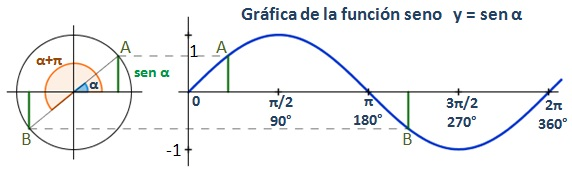 Gráfica de la función seno y = sen α
A
A
1
α+π
sen α
α
0
π/2
π
3π/2
2π
90°
180°
270°
360°
B
B
-1